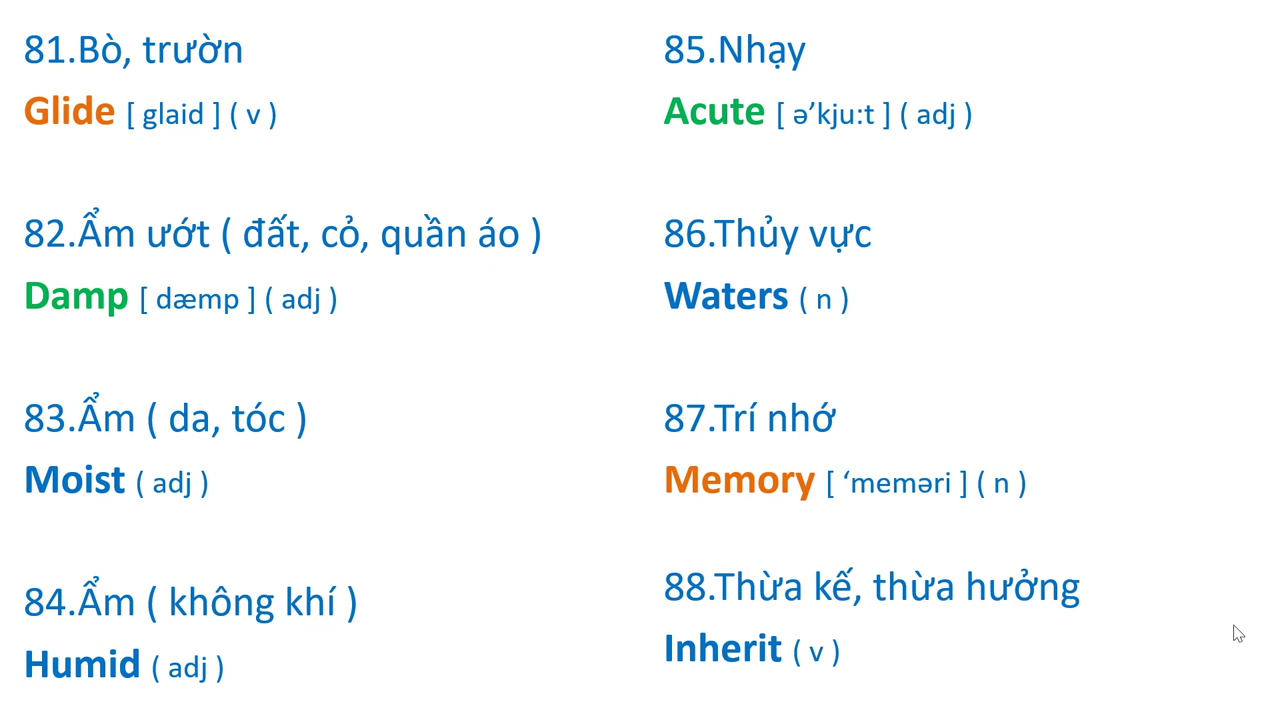 81.Bò, trườn
Glide [ glaid ] ( v )
82.Ẩm ướt ( đất, cỏ, quần áo )
Damp [ dæmp ] ( adj )
83.Ẩm ( da, tóc )
Moist ( adj )
84.Ẩm ( không khí )
Humid ( adj )
85.Nhạy
Acute [ ə’kju:t ] ( adj )
86.Thủy vực
Waters ( n )
87.Trí nhớ
Memory [ ‘meməri ] ( n )
88.Thừa kế, thừa hưởng
Inherit ( v )